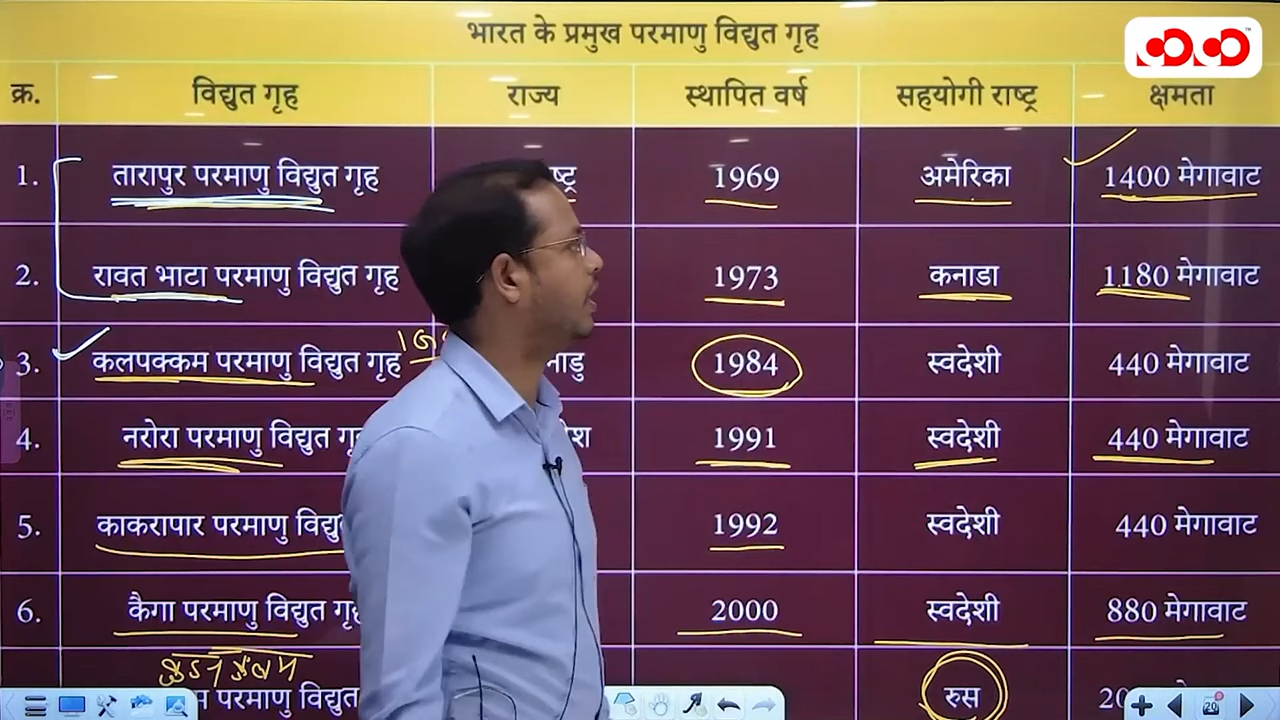 भारत के प्रमुख परमाणु विद्युत गृह
क्र. विद्युत गृह राज्य स्थापित वर्ष सहयोगी राष्ट्र क्षमता
1. तारापुर परमाणु विद्युत गृह ष्ट्र 1969 अमेरिका 1400 मेगावाट
2. रावत भाटा परमाणु विद्युत गृह 1973 कनाडा 1180 मेगावाट
3. कलपक्कम परमाणु विद्युत गृह नाडु 1984 स्वदेशी 440 मेगावाट
4. नरोरा परमाणु विद्युत गृ श 1991 स्वदेशी 440 मेगावाट
5. काकरापार परमाणु विद्यु 1992 स्वदेशी 440 मेगावाट
6. कैगा परमाणु विद्युत गृह 2000 स्वदेशी 880 मेगावाट
म परमाणु विद्युत रुस 20